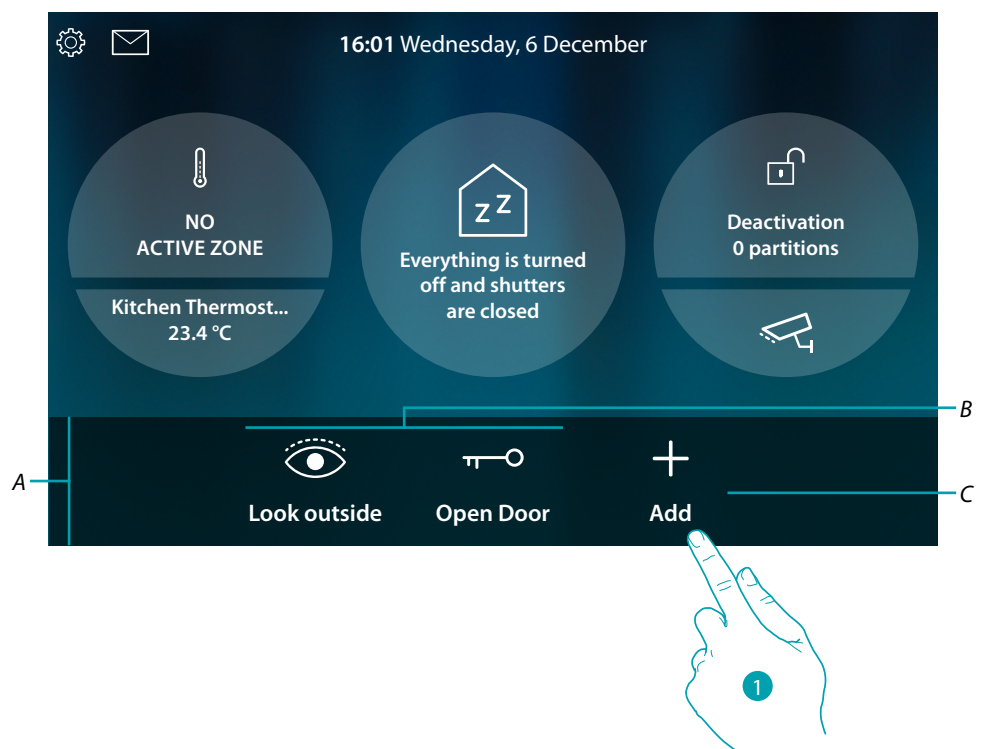 16:01 Wednesday, 6 December
NO
ACTIVE ZONE
Kitchen Thermost...
23.4 °C
z Z
Everything is turned
off and shutters
are closed
Deactivation
0 partitions
B
A
C
Look outside
Open Door
Add
1